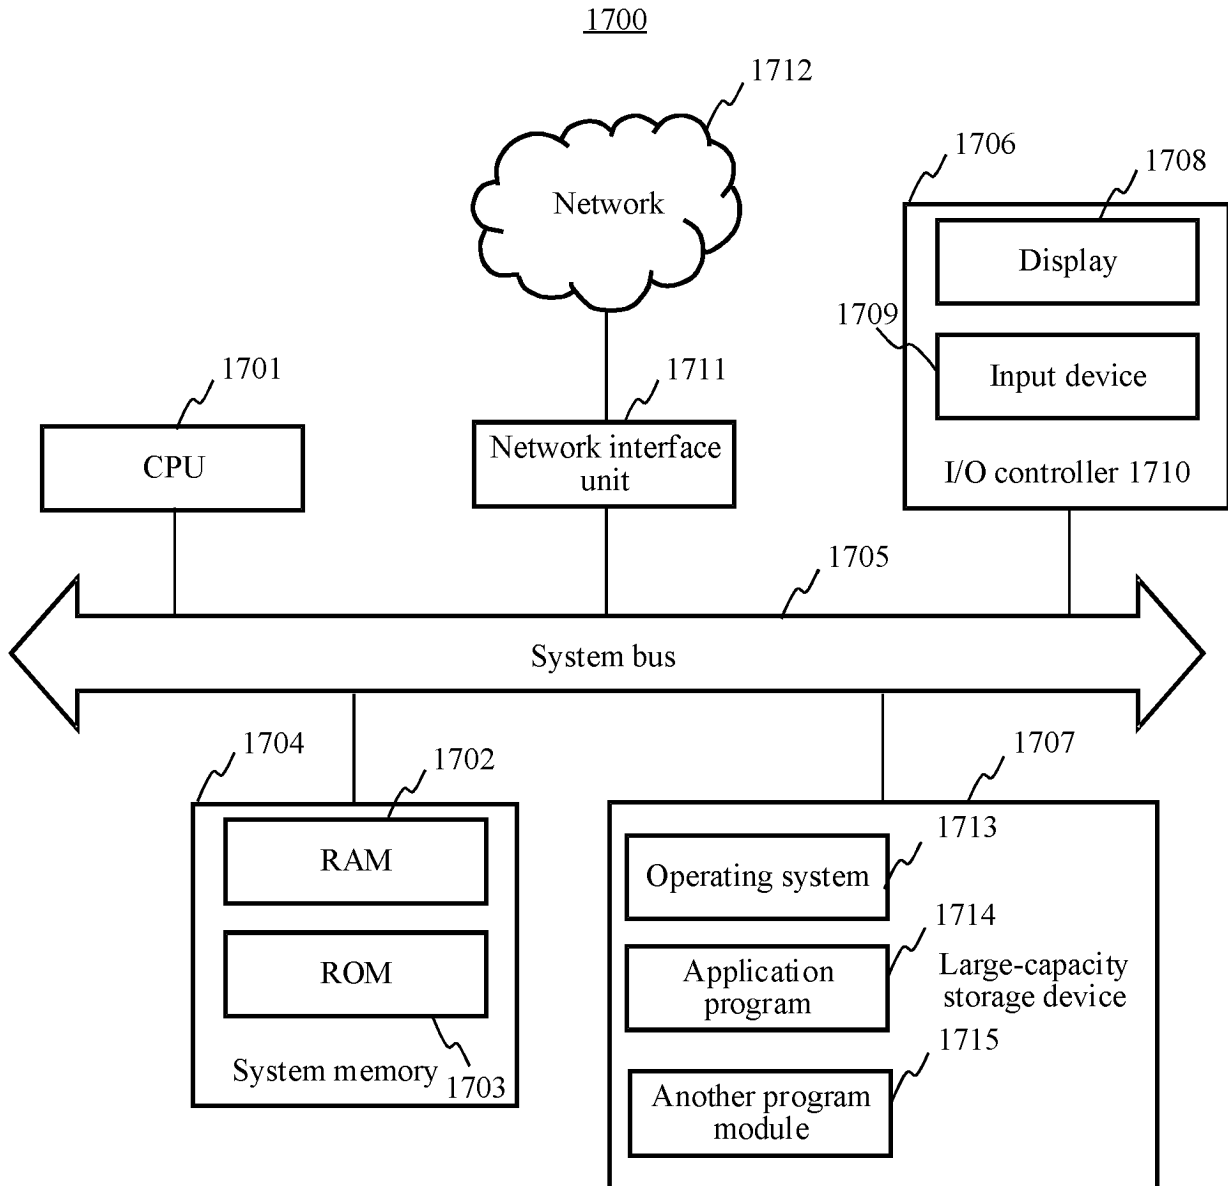 1700
1712
Network
1706
1708
Display
1709
Input device
I/O controller 1710
1701
CPU
1711
Network interface
unit
1705
System bus
1704
1702
RAM
ROM
System memory
1703
1707
1713
Operating system
1714
Application
program
Large-capacity
storage device
1715
Another program
module